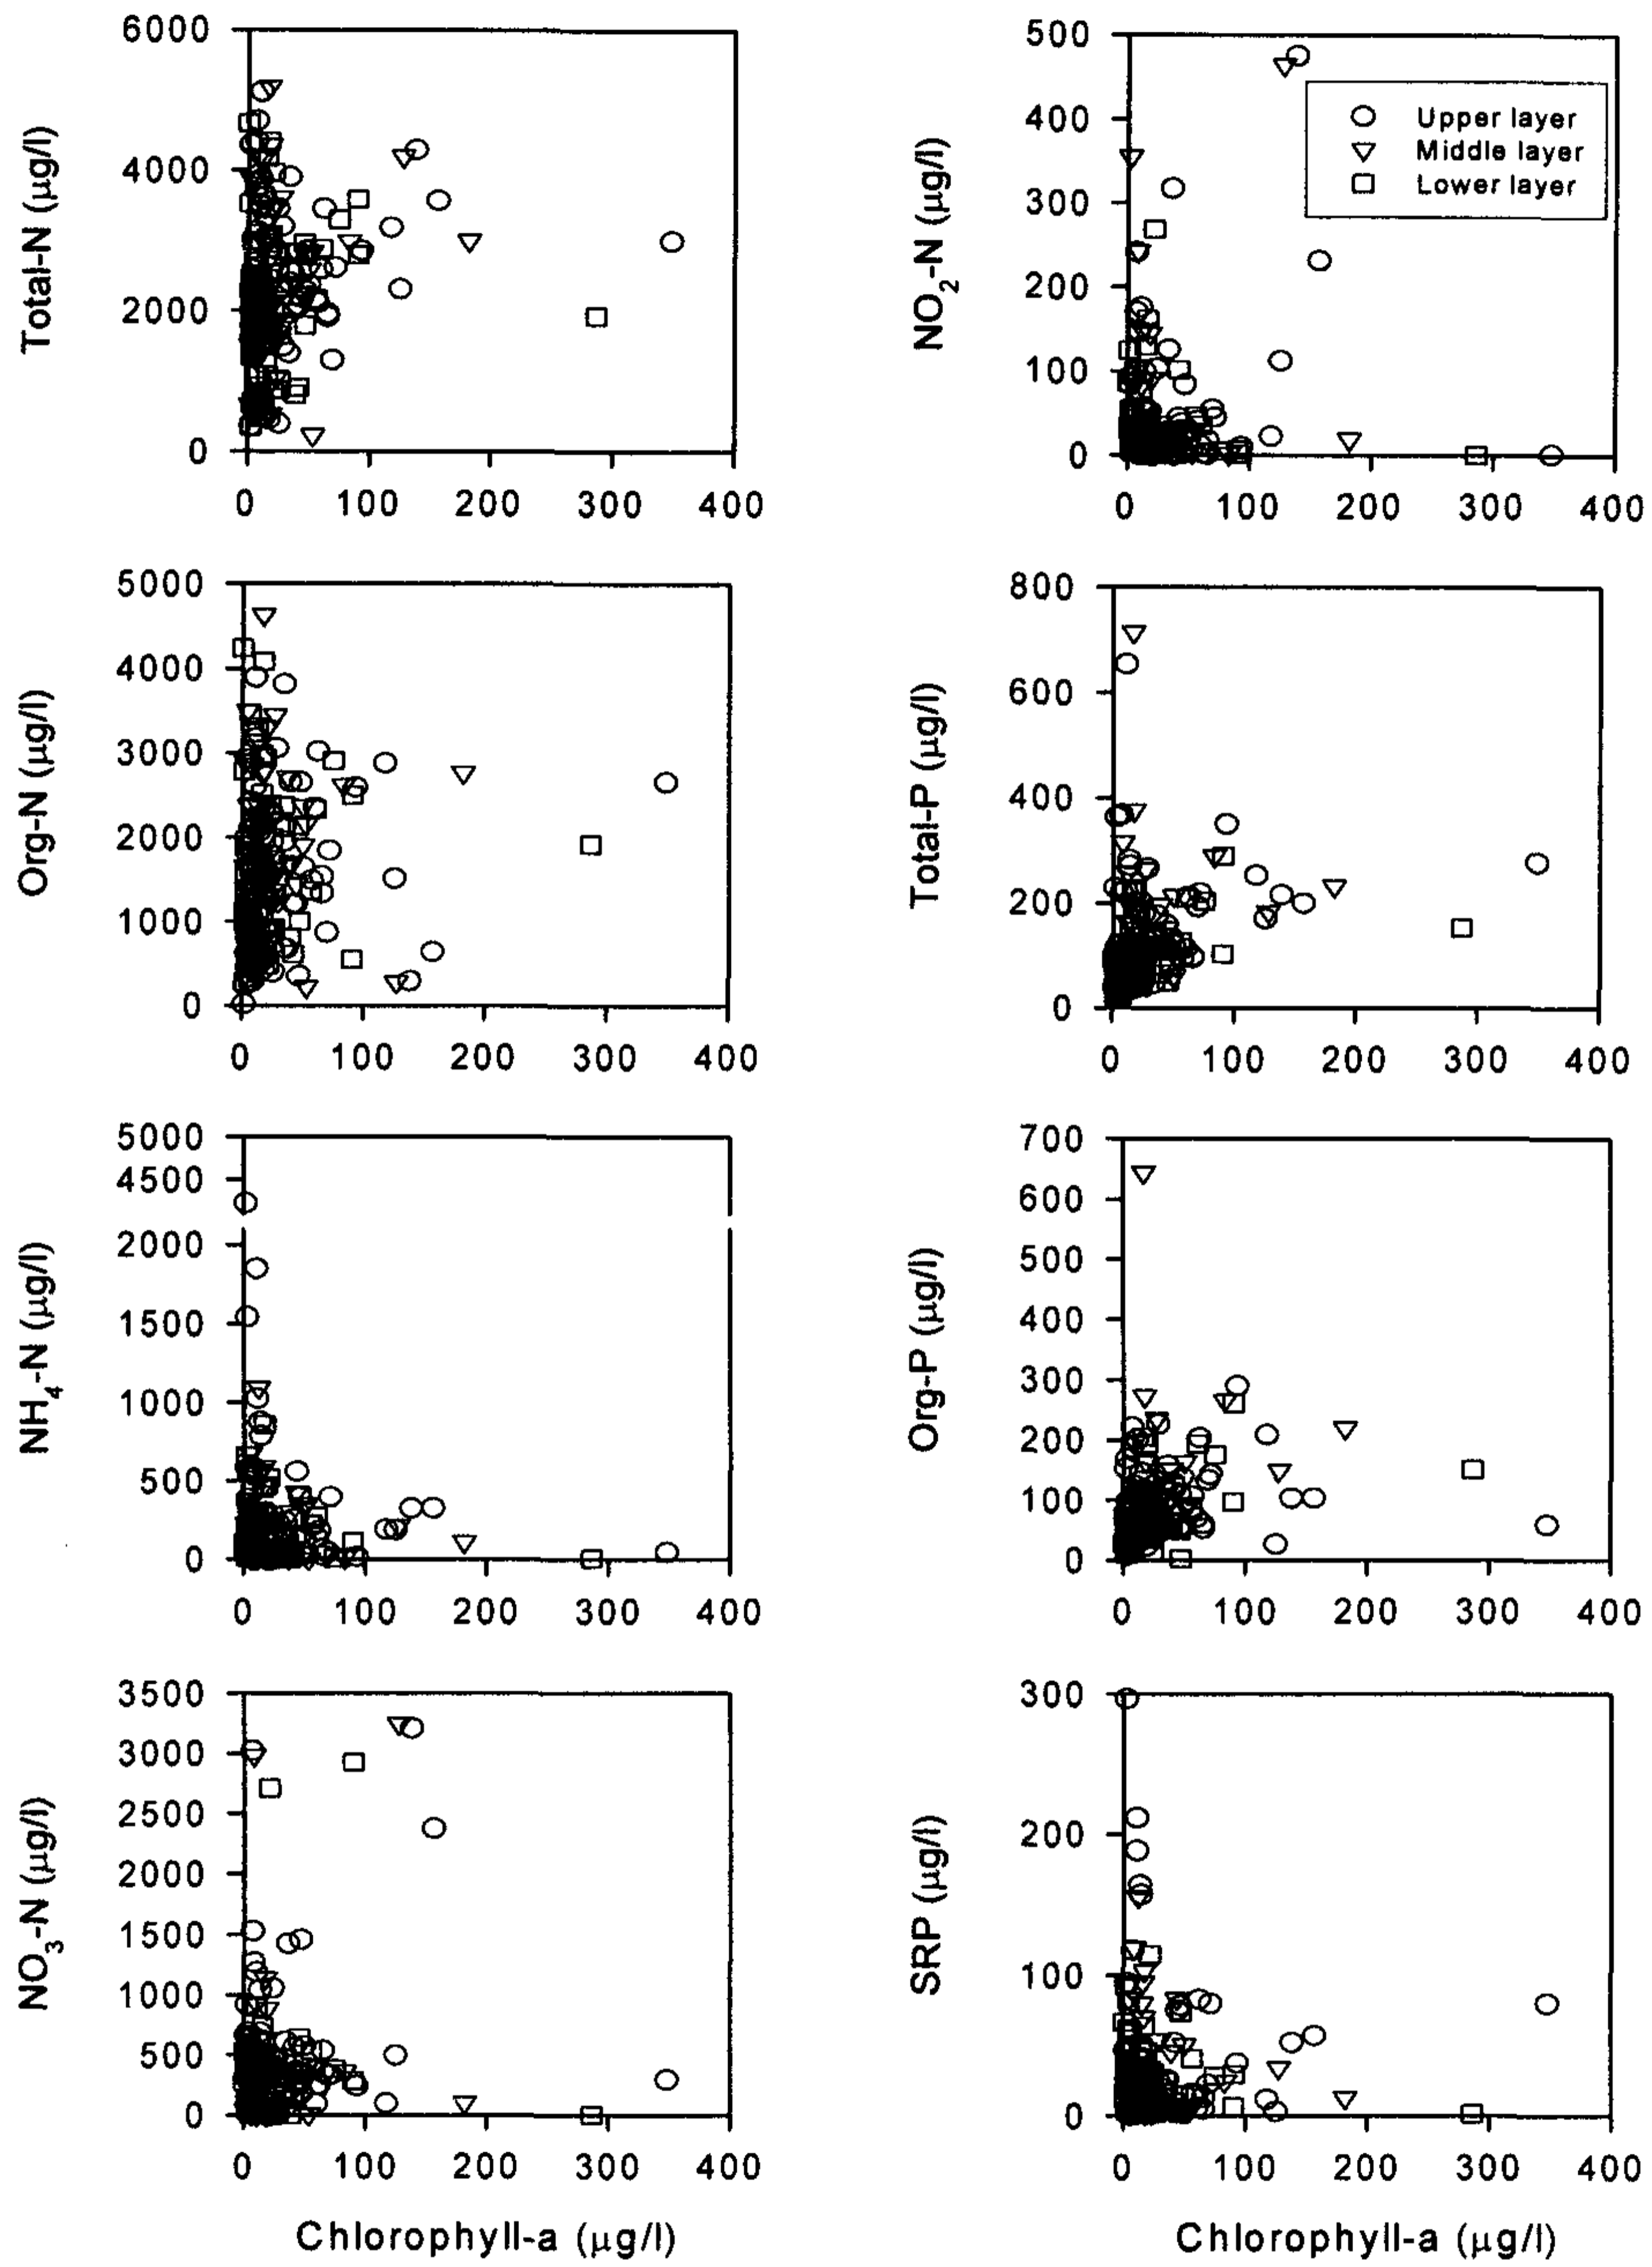 Total-N (μg/l)
6000
4000
2000
0
0 100 200 300 400
NO2-N (μg/l)
500
400
300
200
100
0
Upper layer
Middle layer
Lower layer
0 100 200 300 400
Org-N (μg/l)
5000
4000
3000
2000
1000
0
0 100 200 300 400
Total-P (μg/l)
800
600
400
200
0
0 100 200 300 400
NH4-N (μg/l)
5000
4500
2000
1500
1000
500
0
0 100 200 300 400
Org-P (μg/l)
700
600
500
400
300
200
100
0
0 100 200 300 400
NO3-N (μg/l)
3500
3000
2500
2000
1500
1000
500
0
0 100 200 300 400
Chlorophyll-a (μg/l)
SRP (μg/l)
300
200
100
0
0 100 200 300 400
Chlorophyll-a (μg/l)